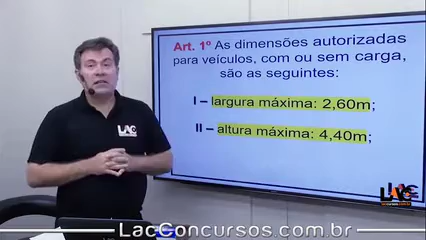 Art. 1º As dimensões autorizadas
para veículos, com ou sem carga,
são as seguintes:
I – largura máxima: 2,60m;
II – altura máxima: 4,40m;
LAC
LAC
LacConcursos.com.br